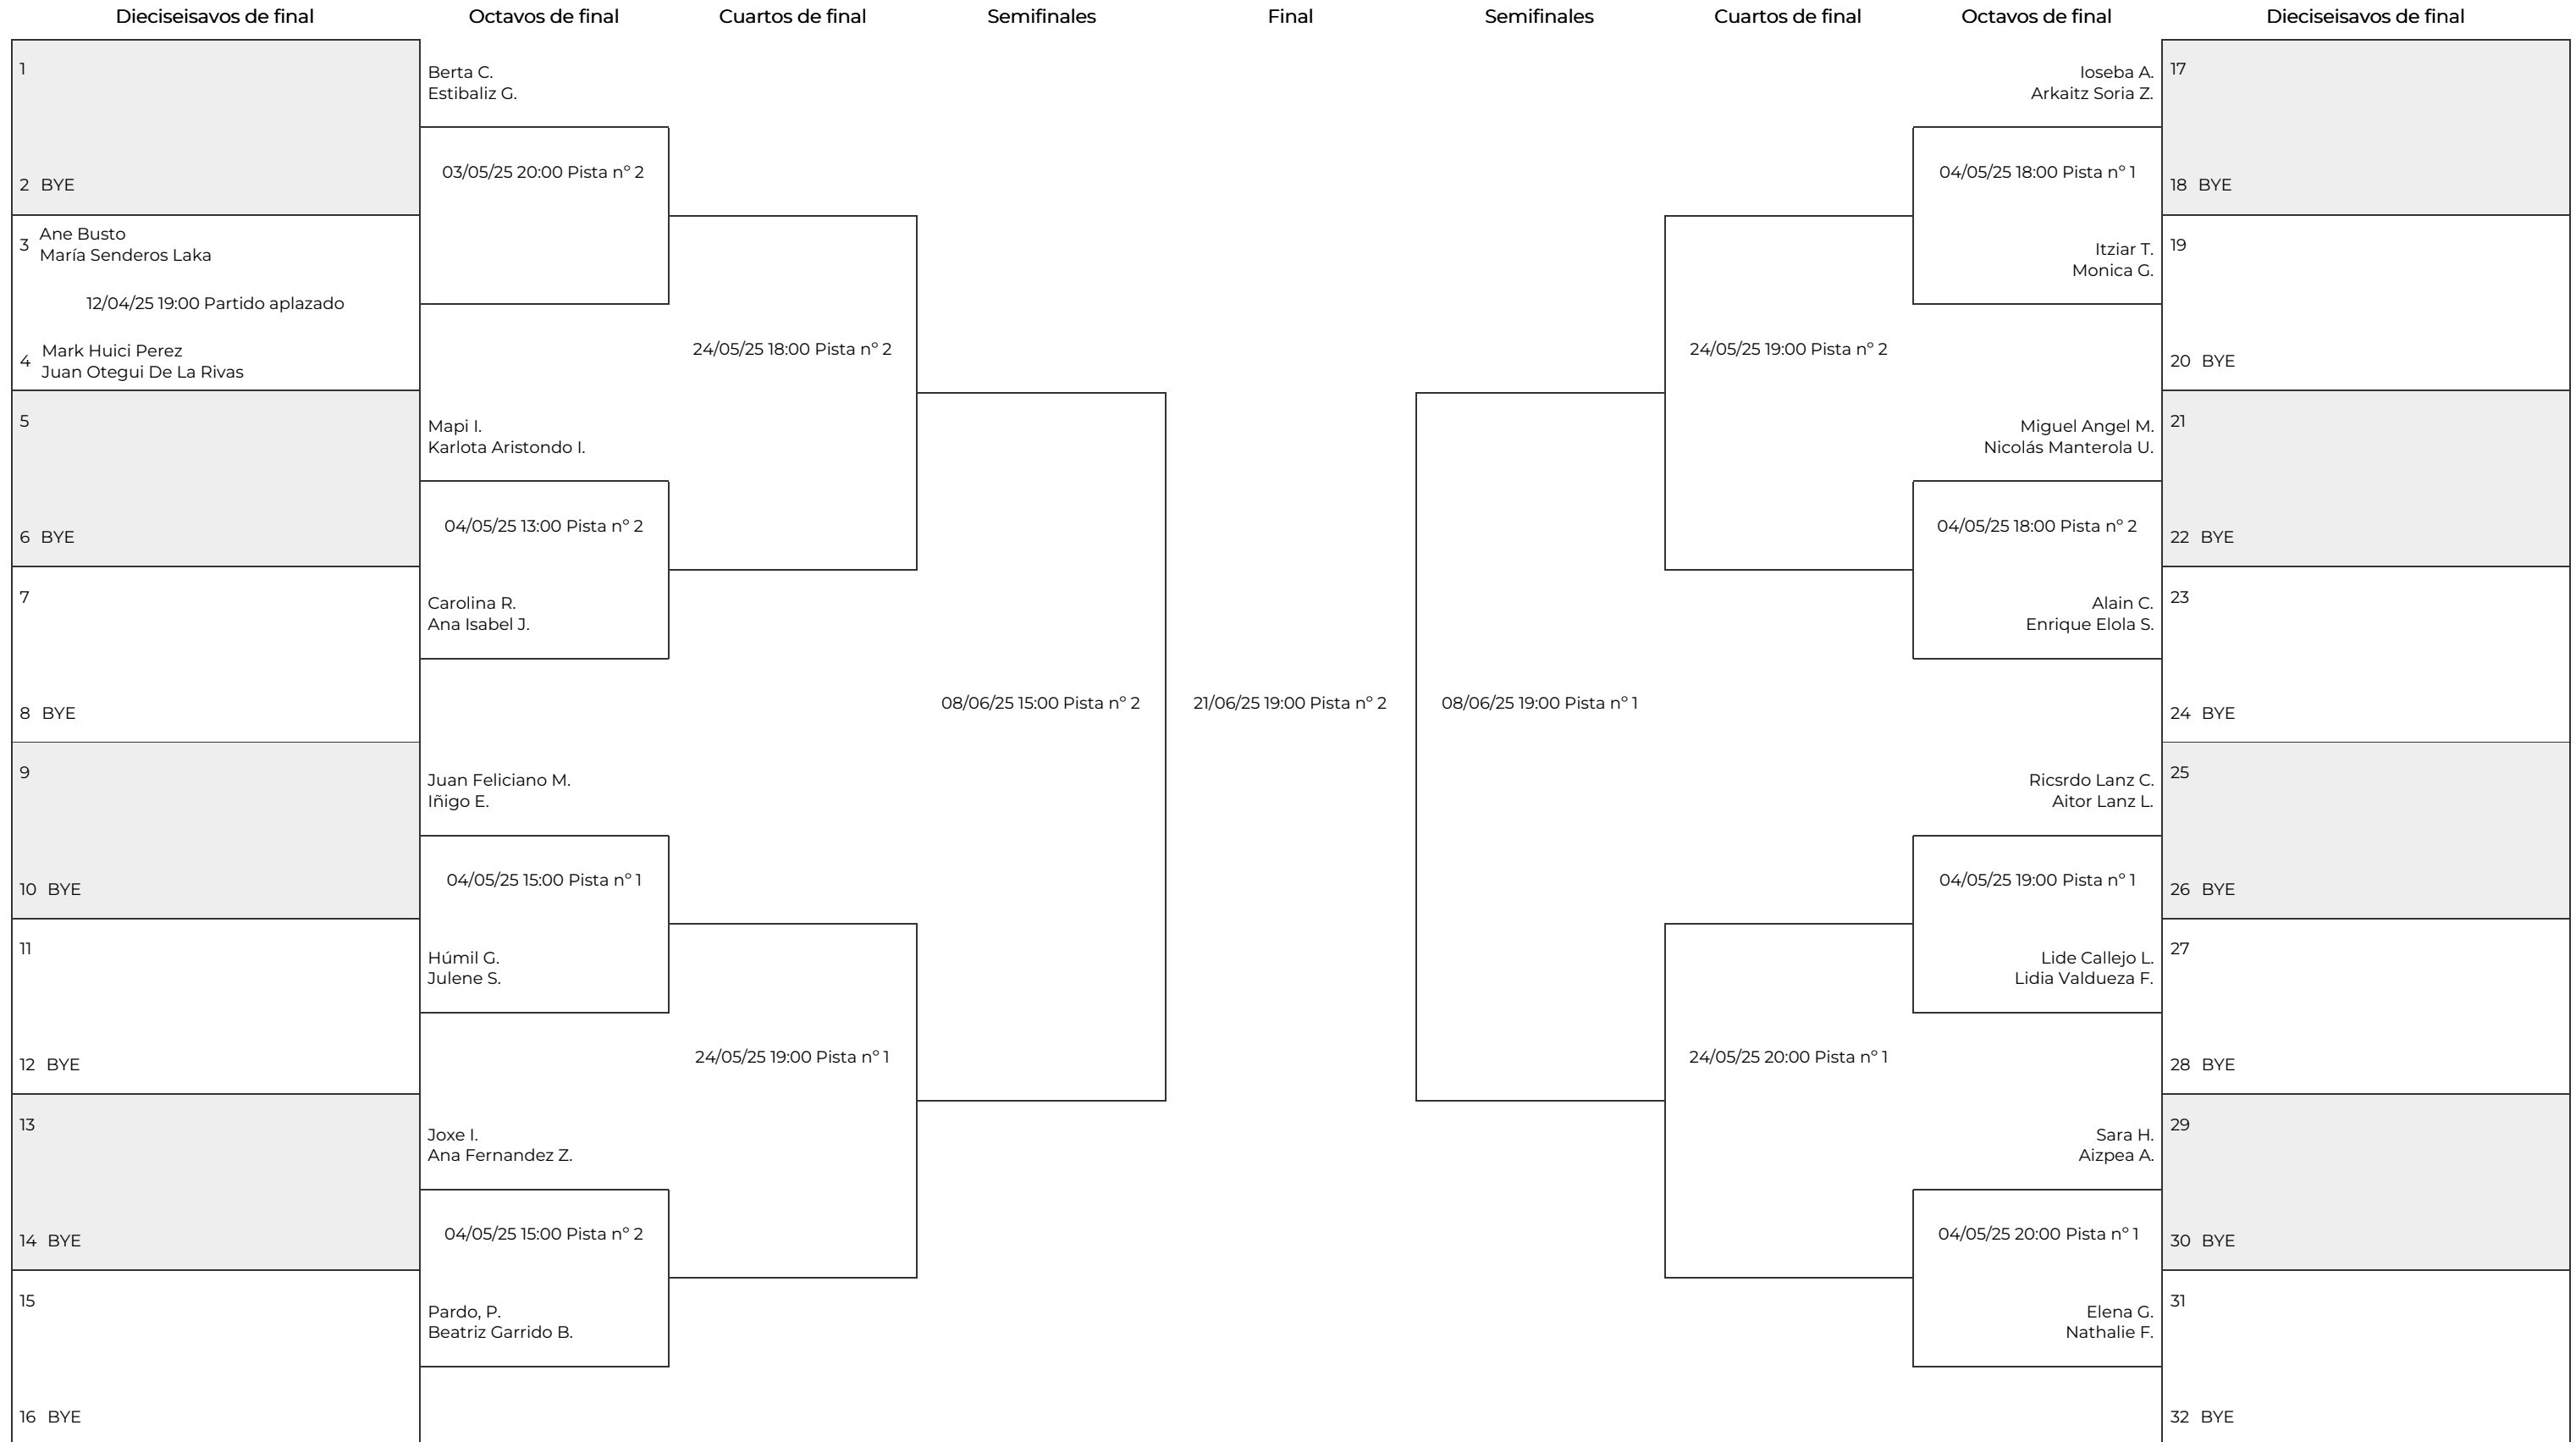 Dieciseisavos de final
Octavos de final
Cuartos de final
Semifinales
Final
Semifinales
Cuartos de final
Octavos de final
Dieciseisavos de final
1
2 BYE
3 Ane Busto
María Senderos Laka
12/04/25 19:00 Partido aplazado
4 Mark Huici Perez
Juan Otegui De La Rivas
5
6 BYE
7
8 BYE
9
10 BYE
11
12 BYE
13
14 BYE
15
16 BYE
Berta C.
Estibaliz G.
03/05/25 20:00 Pista nº 2
Mapi I.
Karlota Aristondo I.
04/05/25 13:00 Pista nº 2
Carolina R.
Ana Isabel J.
Juan Feliciano M.
Iñigo E.
04/05/25 15:00 Pista nº 1
Húmil G.
Julene S.
Joxe I.
Ana Fernandez Z.
04/05/25 15:00 Pista nº 2
Pardo, P.
Beatriz Garrido B.
24/05/25 18:00 Pista nº 2
24/05/25 19:00 Pista nº 1
08/06/25 15:00 Pista nº 2
21/06/25 19:00 Pista nº 2
08/06/25 19:00 Pista nº 1
24/05/25 19:00 Pista nº 2
24/05/25 20:00 Pista nº 1
Ioseba A.
Arkaitz Soria Z.
04/05/25 18:00 Pista nº 1
Itziar T.
Monica G.
Miguel Angel M.
Nicolás Manterola U.
04/05/25 18:00 Pista nº 2
Alain C.
Enrique Elola S.
Ricsrdo Lanz C.
Aitor Lanz L.
04/05/25 19:00 Pista nº 1
Lide Callejo L.
Lidia Valdueza F.
Sara H.
Aizpea A.
04/05/25 20:00 Pista nº 1
Elena G.
Nathalie F.
17
18 BYE
19
20 BYE
21
22 BYE
23
24 BYE
25
26 BYE
27
28 BYE
29
30 BYE
31
32 BYE